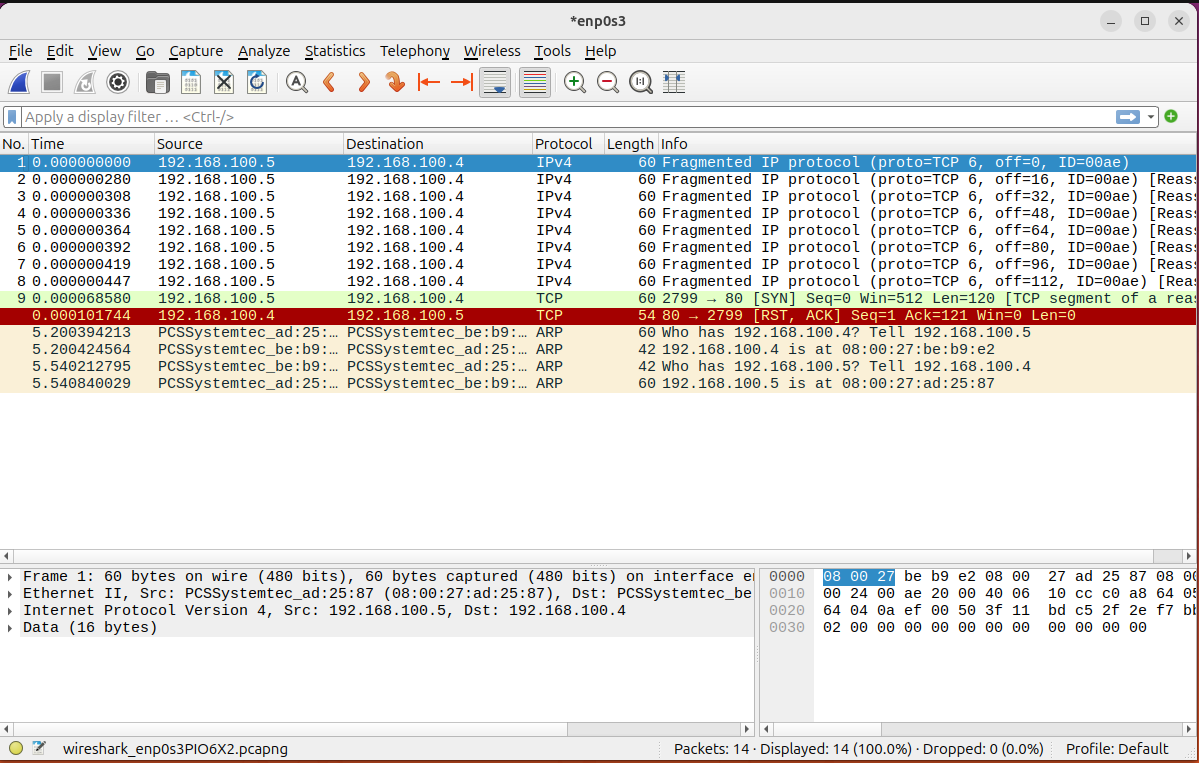 *enp0s3
File Edit View Go Capture Analyze Statistics Telephony Wireless Tools Help
Apply a display filter … <Ctrl-/>
No. Time Source Destination Protocol Length Info
1 0.000000000 192.168.100.5 192.168.100.4 IPv4 60 Fragmented IP protocol (proto=TCP 6, off=0, ID=00ae)
2 0.000000280 192.168.100.5 192.168.100.4 IPv4 60 Fragmented IP protocol (proto=TCP 6, off=16, ID=00ae) [Reas
3 0.000000308 192.168.100.5 192.168.100.4 IPv4 60 Fragmented IP protocol (proto=TCP 6, off=32, ID=00ae) [Reas
4 0.000000336 192.168.100.5 192.168.100.4 IPv4 60 Fragmented IP protocol (proto=TCP 6, off=48, ID=00ae) [Reas
5 0.000000364 192.168.100.5 192.168.100.4 IPv4 60 Fragmented IP protocol (proto=TCP 6, off=64, ID=00ae) [Reas
6 0.000000392 192.168.100.5 192.168.100.4 IPv4 60 Fragmented IP protocol (proto=TCP 6, off=80, ID=00ae) [Reas
7 0.000000419 192.168.100.5 192.168.100.4 IPv4 60 Fragmented IP protocol (proto=TCP 6, off=96, ID=00ae) [Reas
8 0.000000447 192.168.100.5 192.168.100.4 IPv4 60 Fragmented IP protocol (proto=TCP 6, off=112, ID=00ae) [Reas
9 0.000068580 192.168.100.5 192.168.100.4 TCP 60 2799 → 80 [SYN] Seq=0 Win=512 Len=120 [TCP segment of a reas
0.000101744 192.168.100.4 192.168.100.5 TCP 54 80 → 2799 [RST, ACK] Seq=1 Ack=121 Win=0 Len=0
5.200394213 PCSSystemtec_ad:25:… PCSSystemtec_be:b9:… ARP 60 Who has 192.168.100.4? Tell 192.168.100.5
5.200424564 PCSSystemtec_be:b9:… PCSSystemtec_ad:25:… ARP 42 192.168.100.4 is at 08:00:27:be:b9:e2
5.540212795 PCSSystemtec_be:b9:… PCSSystemtec_ad:25:… ARP 42 Who has 192.168.100.5? Tell 192.168.100.4
5.540840029 PCSSystemtec_ad:25:… PCSSystemtec_be:b9:… ARP 60 192.168.100.5 is at 08:00:27:ad:25:87
Frame 1: 60 bytes on wire (480 bits), 60 bytes captured (480 bits) on interface e
Ethernet II, Src: PCSSystemtec_ad:25:87 (08:00:27:ad:25:87), Dst: PCSSystemtec_be
Internet Protocol Version 4, Src: 192.168.100.5, Dst: 192.168.100.4
Data (16 bytes)
0000 08 00 27 be b9 e2 08 00 27 ad 25 87 08 00
0010 00 24 00 ae 20 00 40 06 10 cc c0 a8 64 05
0020 64 04 0a ef 00 50 3f 11 bd c5 2f 2e f7 bb
0030 02 00 00 00 00 00 00 00 00 00 00 00
wireshark_enp0s3PIO6X2.pcapng
Packets: 14 · Displayed: 14 (100.0%) · Dropped: 0 (0.0%)
Profile: Default